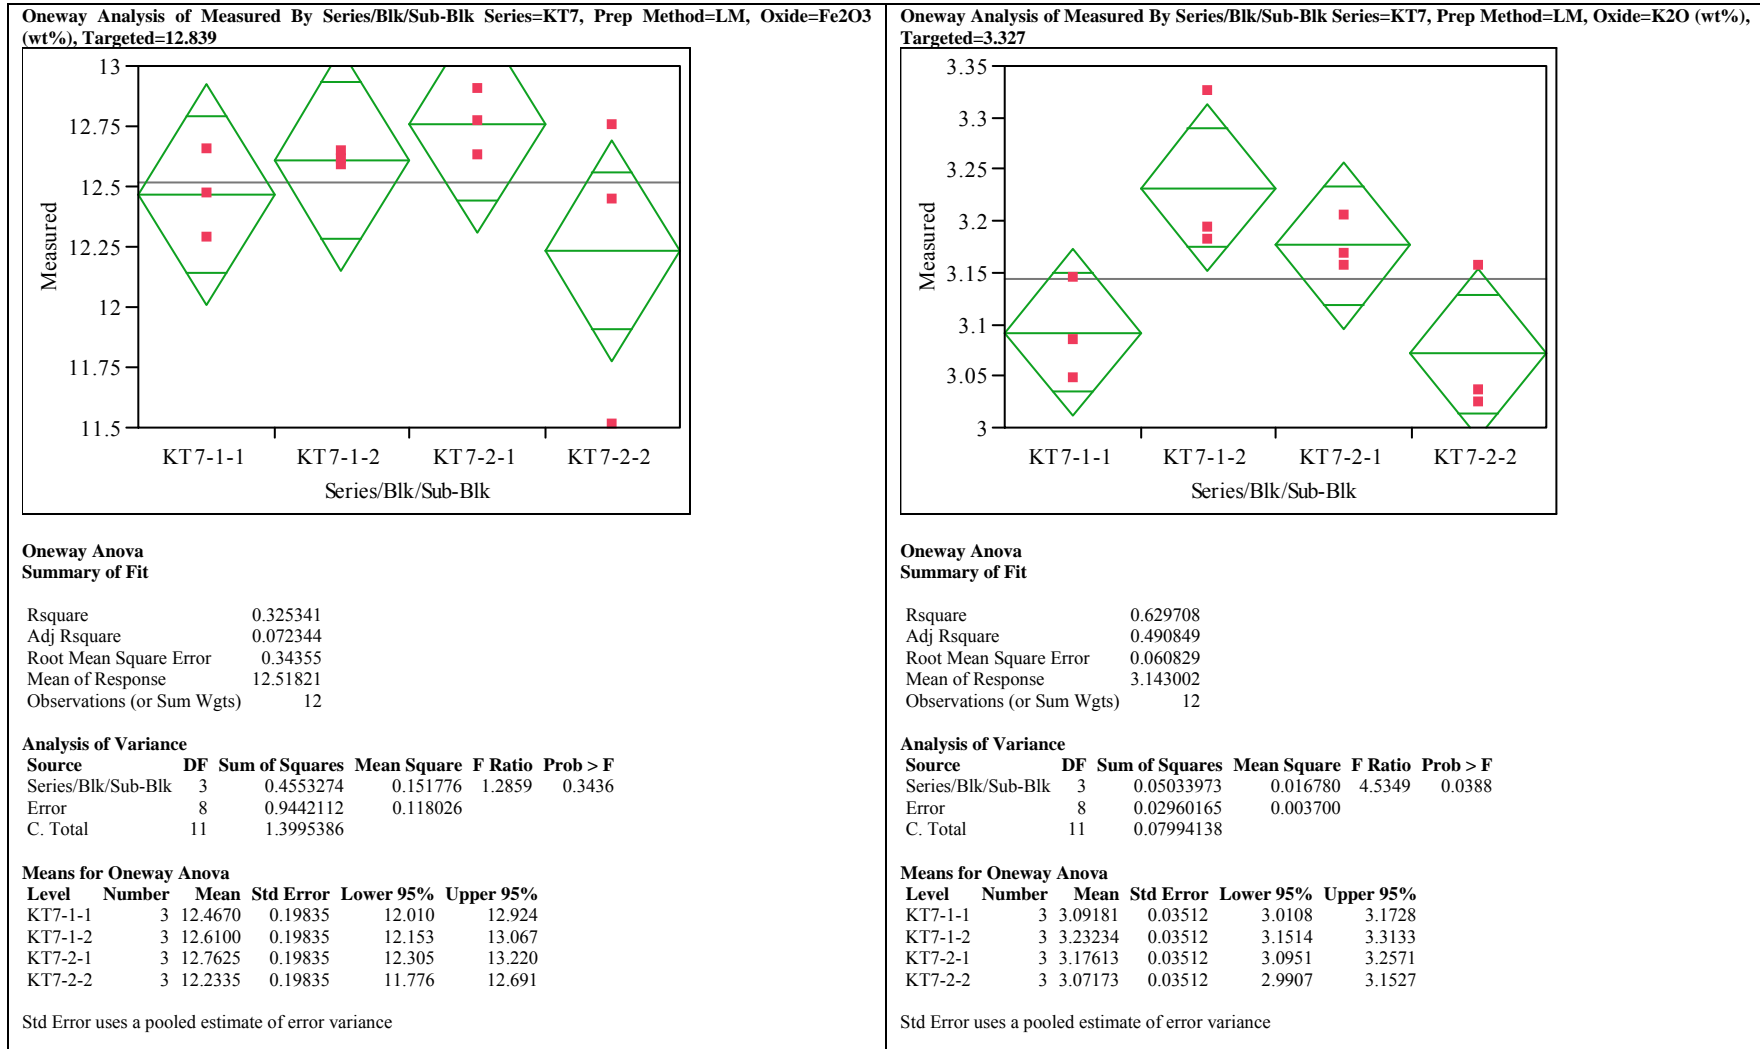 Oneway Analysis of Measured By Series/Blk/Sub-Blk Series=KT7, Prep Method=LM, Oxide=Fe2O3
(wt%), Targeted=12.839
13
12.75
12.5
12.25
12
11.75
11.5
Measured
KT7-1-1 KT7-1-2 KT7-2-1 KT7-2-2
Series/Blk/Sub-Blk
Oneway Anova
Summary of Fit
Rsquare 0.325341
Adj Rsquare 0.072344
Root Mean Square Error 0.34355
Mean of Response 12.51821
Observations (or Sum Wgts) 12
Analysis of Variance
Source DF Sum of Squares Mean Square F Ratio Prob > F
Series/Blk/Sub-Blk 3 0.4553274 0.151776 1.2859 0.3436
Error 8 0.9442112 0.118026
C. Total 11 1.3995386
Means for Oneway Anova
Level Number Mean Std Error Lower 95% Upper 95%
KT7-1-1 3 12.4670 0.19835 12.010 12.924
KT7-1-2 3 12.6100 0.19835 12.153 13.067
KT7-2-1 3 12.7625 0.19835 12.305 13.220
KT7-2-2 3 12.2335 0.19835 11.776 12.691
Std Error uses a pooled estimate of error variance
Oneway Analysis of Measured By Series/Blk/Sub-Blk Series=KT7, Prep Method=LM, Oxide=K2O (wt%),
Targeted=3.327
3.35
3.3
3.25
3.2
3.15
3.1
3.05
3
Measured
KT7-1-1 KT7-1-2 KT7-2-1 KT7-2-2
Series/Blk/Sub-Blk
Oneway Anova
Summary of Fit
Rsquare 0.629708
Adj Rsquare 0.490849
Root Mean Square Error 0.060829
Mean of Response 3.143002
Observations (or Sum Wgts) 12
Analysis of Variance
Source DF Sum of Squares Mean Square F Ratio Prob > F
Series/Blk/Sub-Blk 3 0.05033973 0.016780 4.5349 0.0388
Error 8 0.02960165 0.003700
C. Total 11 0.07994138
Means for Oneway Anova
Level Number Mean Std Error Lower 95% Upper 95%
KT7-1-1 3 3.09181 0.03512 3.0108 3.1728
KT7-1-2 3 3.23234 0.03512 3.1514 3.3133
KT7-2-1 3 3.17613 0.03512 3.0951 3.2571
KT7-2-2 3 3.07173 0.03512 2.9907 3.1527
Std Error uses a pooled estimate of error variance